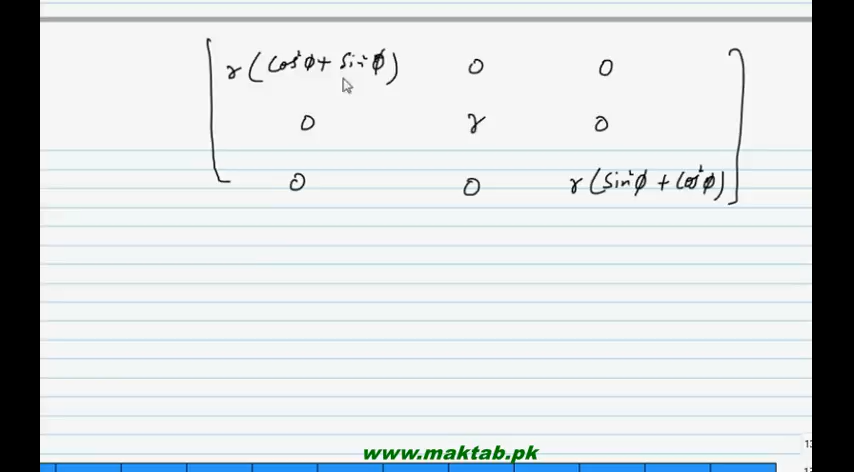 r(cos²φ + sin²φ) 0 0
0 r 0
0 0 r(sin²φ + cos²φ)
www.maktab.pk